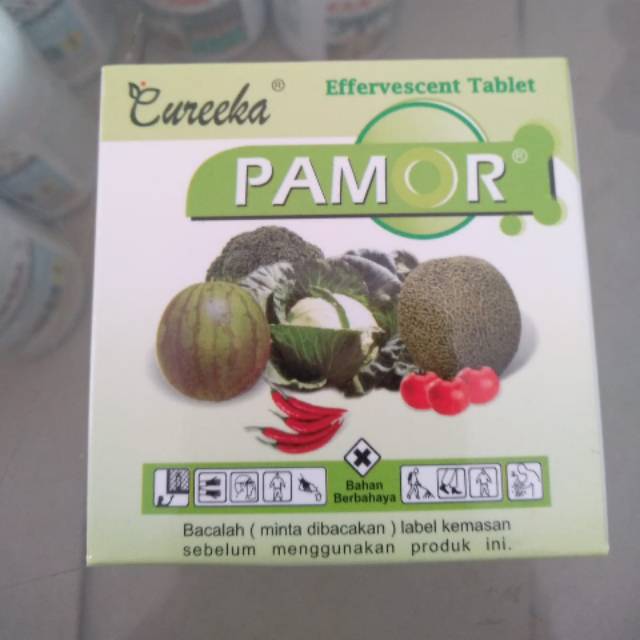 Cureeka®
Effervescent Tablet
PAMOR®
Bahan
Berbahaya
Bacalah ( minta dibacakan ) label kemasan
sebelum menggunakan produk ini.